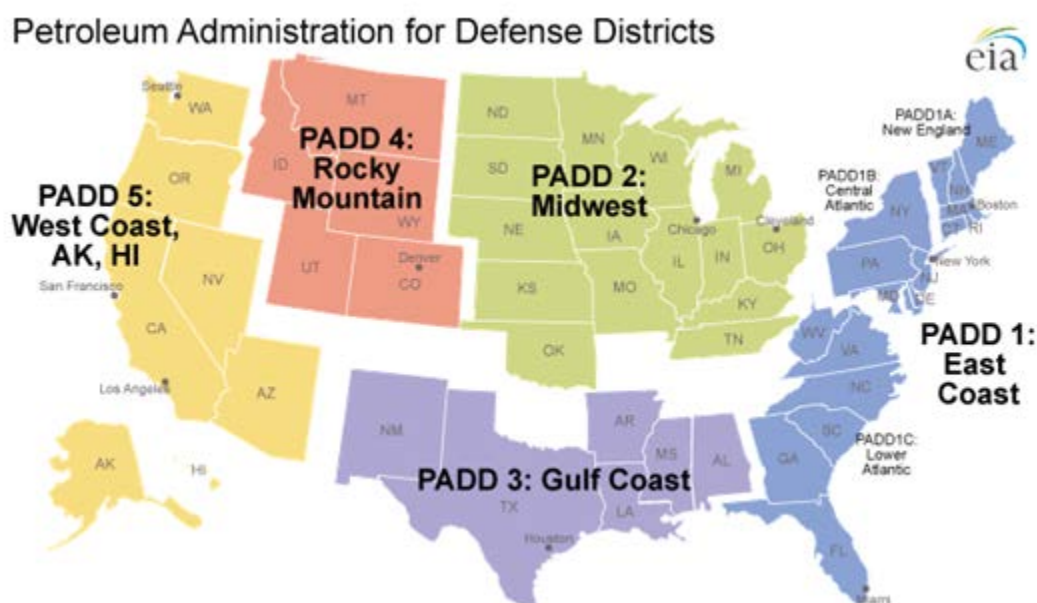 Petroleum Administration for Defense Districts
eia
Seattle
WA
MT
ND
MN
PADD1A:
New England
ME
PADD 4:
Rocky
Mountain
ID
OR
SD
WI
MI
VT
NH
PADD 5:
West Coast,
AK, HI
PADD 2:
Midwest
PADD1B:
Central
Atlantic
NY
MA
Boston
CT
RI
WY
NE
IA
Chicago
Cleveland
PA
New York
NJ
San Francisco
NV
UT
Denver
CO
IL
IN
OH
MD
DE
KS
MO
KY
WV
VA
CA
OK
TN
PADD 1:
East
Coast
Los Angeles
AZ
NC
NM
AR
SC
PADD1C:
Lower
Atlantic
AK
HI
MS
AL
GA
PADD 3: Gulf Coast
TX
LA
Houston
FL
Miami